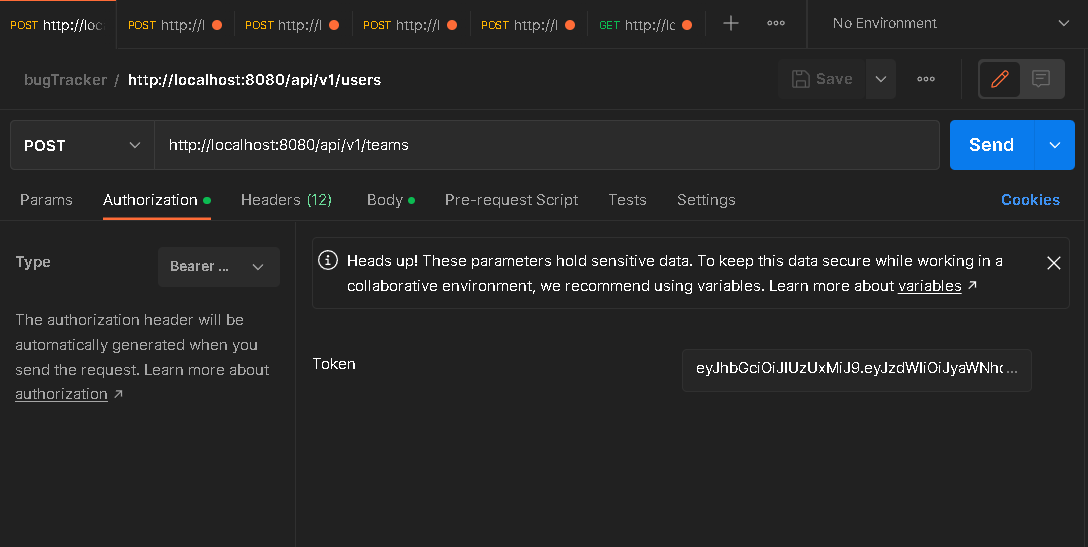 POST http://loc POST http://l POST http://l POST http://l POST http://l GET http://lc No Environment
bugTracker / http://localhost:8080/api/v1/users Save
POST http://localhost:8080/api/v1/teams Send
Params Authorization Headers (12) Body Pre-request Script Tests Settings Cookies
Type Bearer ...
The authorization header will be
automatically generated when you
send the request. Learn more about
authorization ↗
Heads up! These parameters hold sensitive data. To keep this data secure while working in a
collaborative environment, we recommend using variables. Learn more about variables ↗
Token eyJhbGciOiJIUzUxMiJ9.eyJzdWIiOiJyaWNhc...